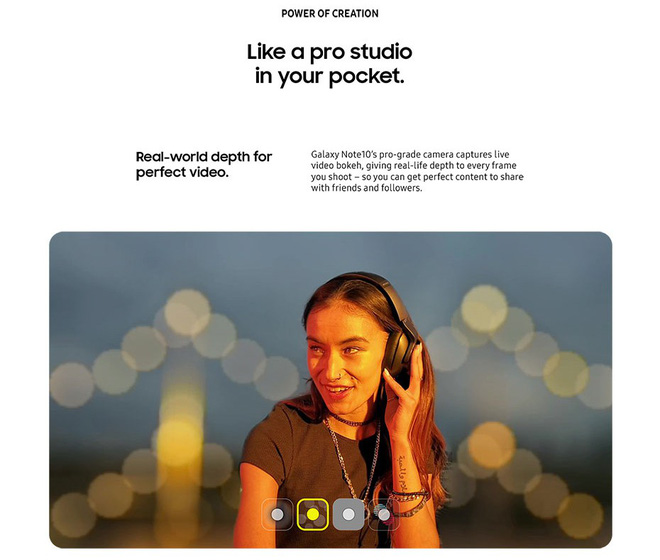 POWER OF CREATION
Like a pro studio
in your pocket.
Real-world depth for
perfect video.
Galaxy Note10's pro-grade camera captures live
video bokeh, giving real-life depth to every frame
you shoot – so you can get perfect content to share
with friends and followers.